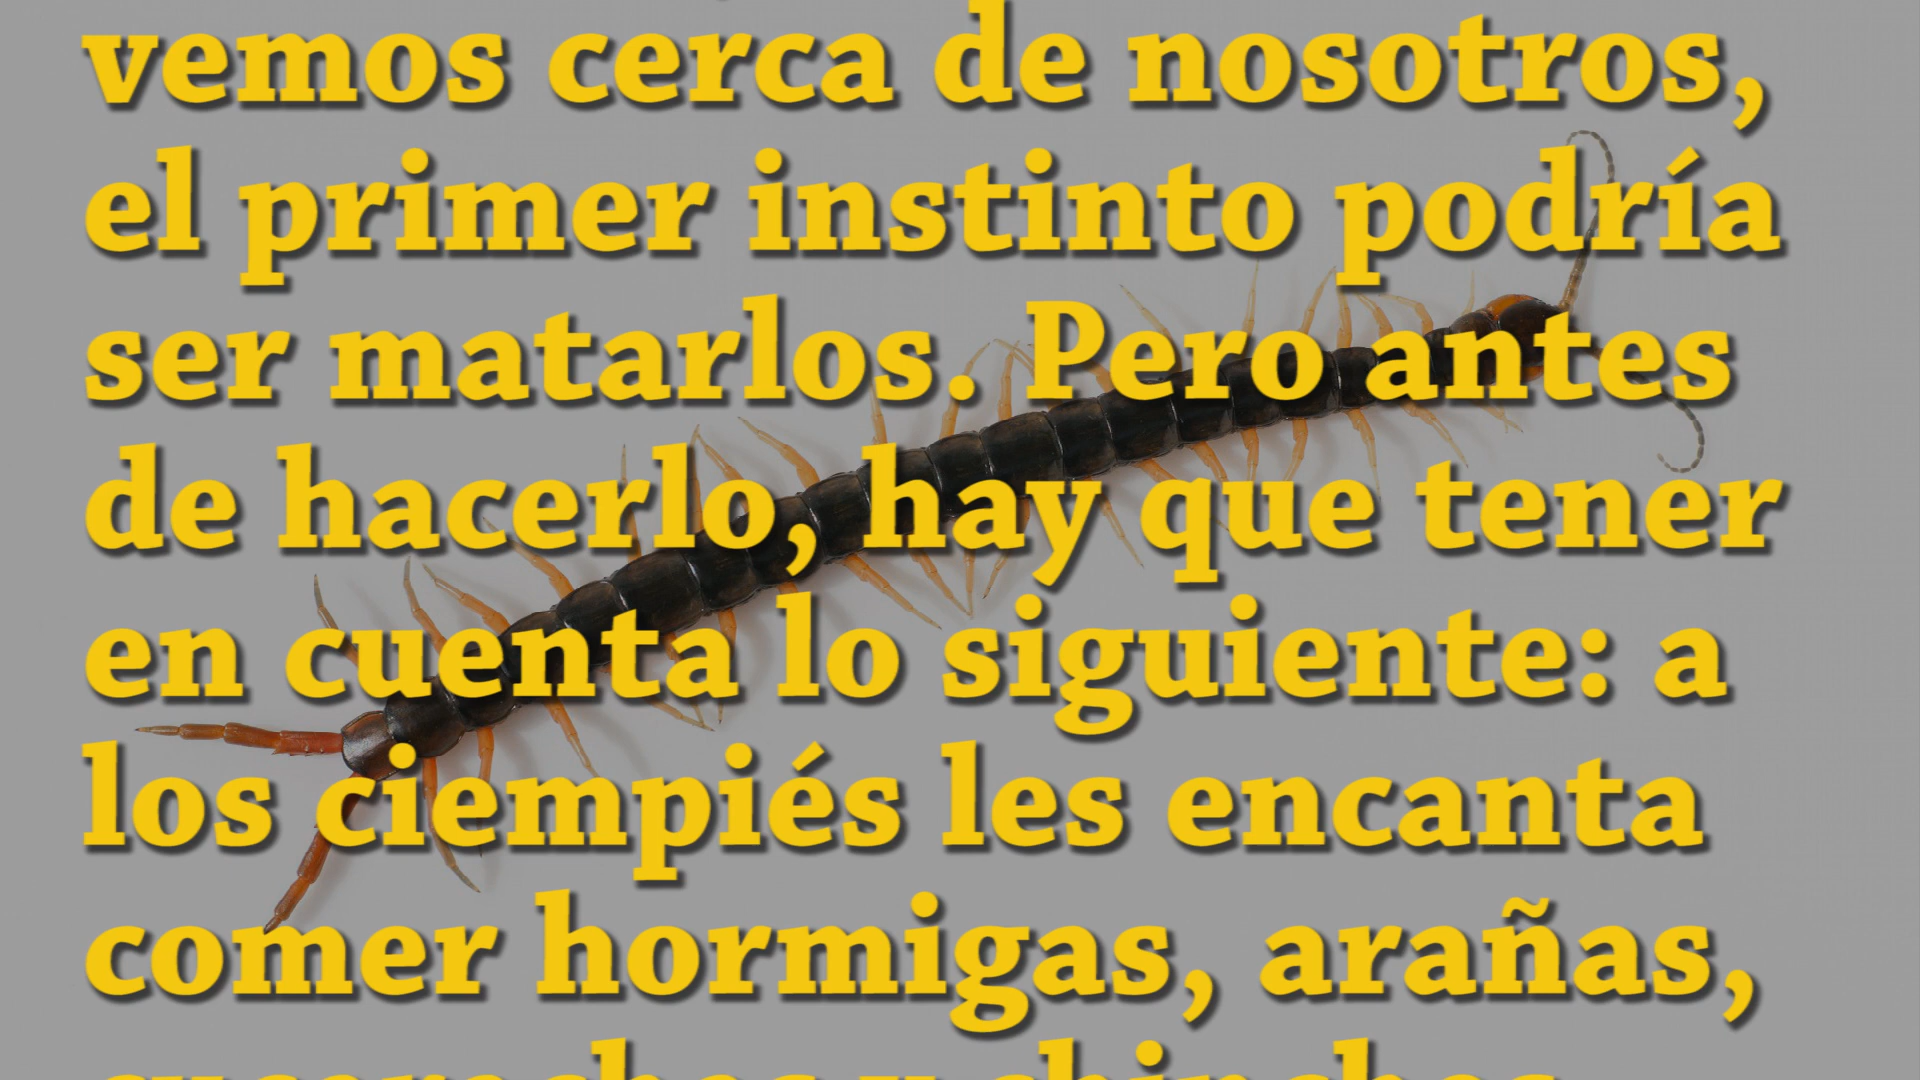 vemos cerca de nosotros,
el primer instinto podría
ser matarlos. Pero antes
de hacerlo, hay que tener
en cuenta lo siguiente: a
los ciempiés les encanta
comer hormigas, arañas,